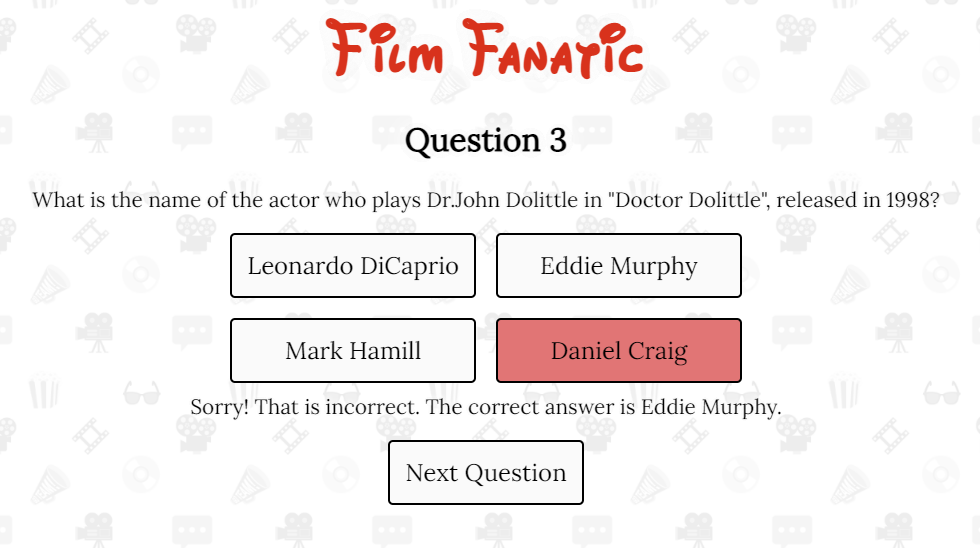 Film Fanatic
Question 3
What is the name of the actor who plays Dr.John Dolittle in "Doctor Dolittle", released in 1998?
Leonardo DiCaprio
Eddie Murphy
Mark Hamill
Daniel Craig
Sorry! That is incorrect. The correct answer is Eddie Murphy.
Next Question